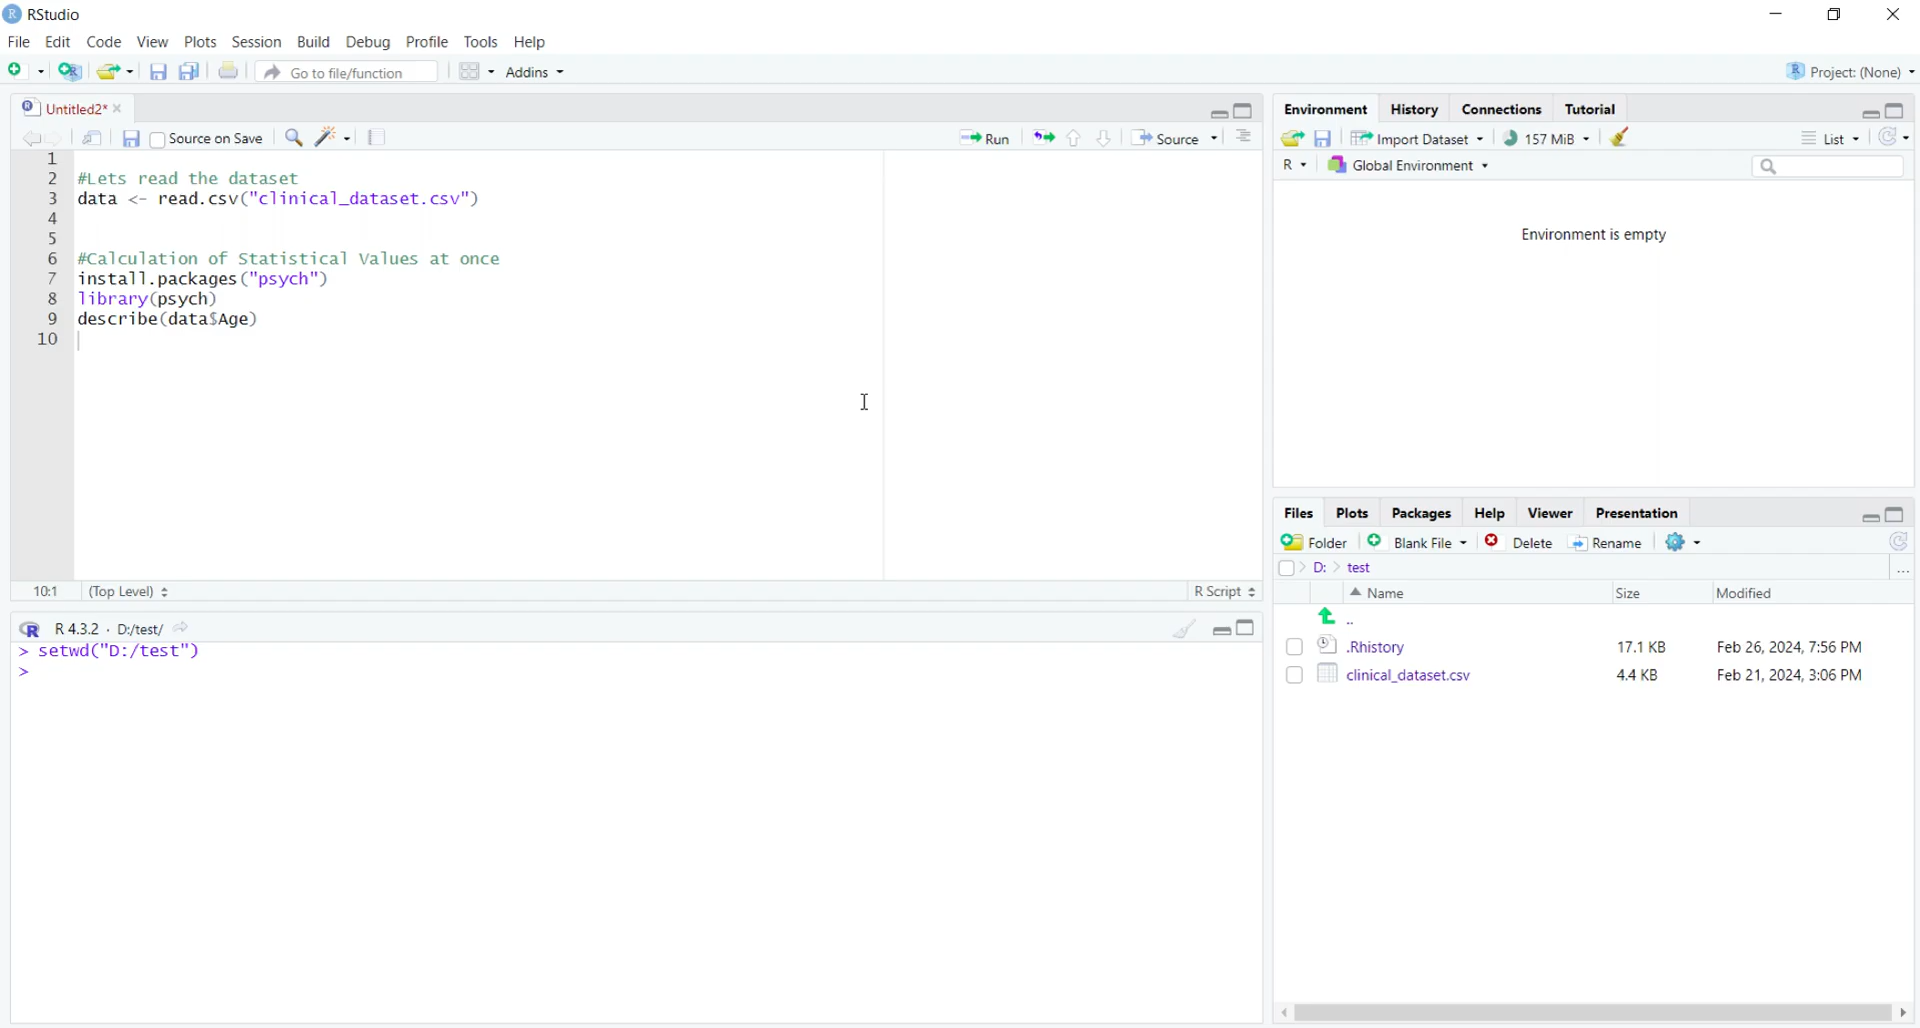 RStudio
File Edit Code View Plots Session Build Debug Profile Tools Help
Go to file/function Addins Project: (None)
Untitled2*
Source on Save Run Source
1
2 #Lets read the dataset
3 data <- read.csv("clinical_dataset.csv")
4
5
6 #Calculation of Statistical Values at once
7 install.packages("psych")
8 library(psych)
9 describe(data$Age)
10
10:1 (Top Level) R Script
R 4.3.2 · D:/test/
> setwd("D:/test")
>
Environment History Connections Tutorial
Import Dataset 157 MiB List
R Global Environment
Environment is empty
Files Plots Packages Help Viewer Presentation
Folder Blank File Delete Rename
D: > test ...
Name Size Modified
..
.Rhistory 17.1 KB Feb 26, 2024, 7:56 PM
clinical_dataset.csv 4.4 KB Feb 21, 2024, 3:06 PM